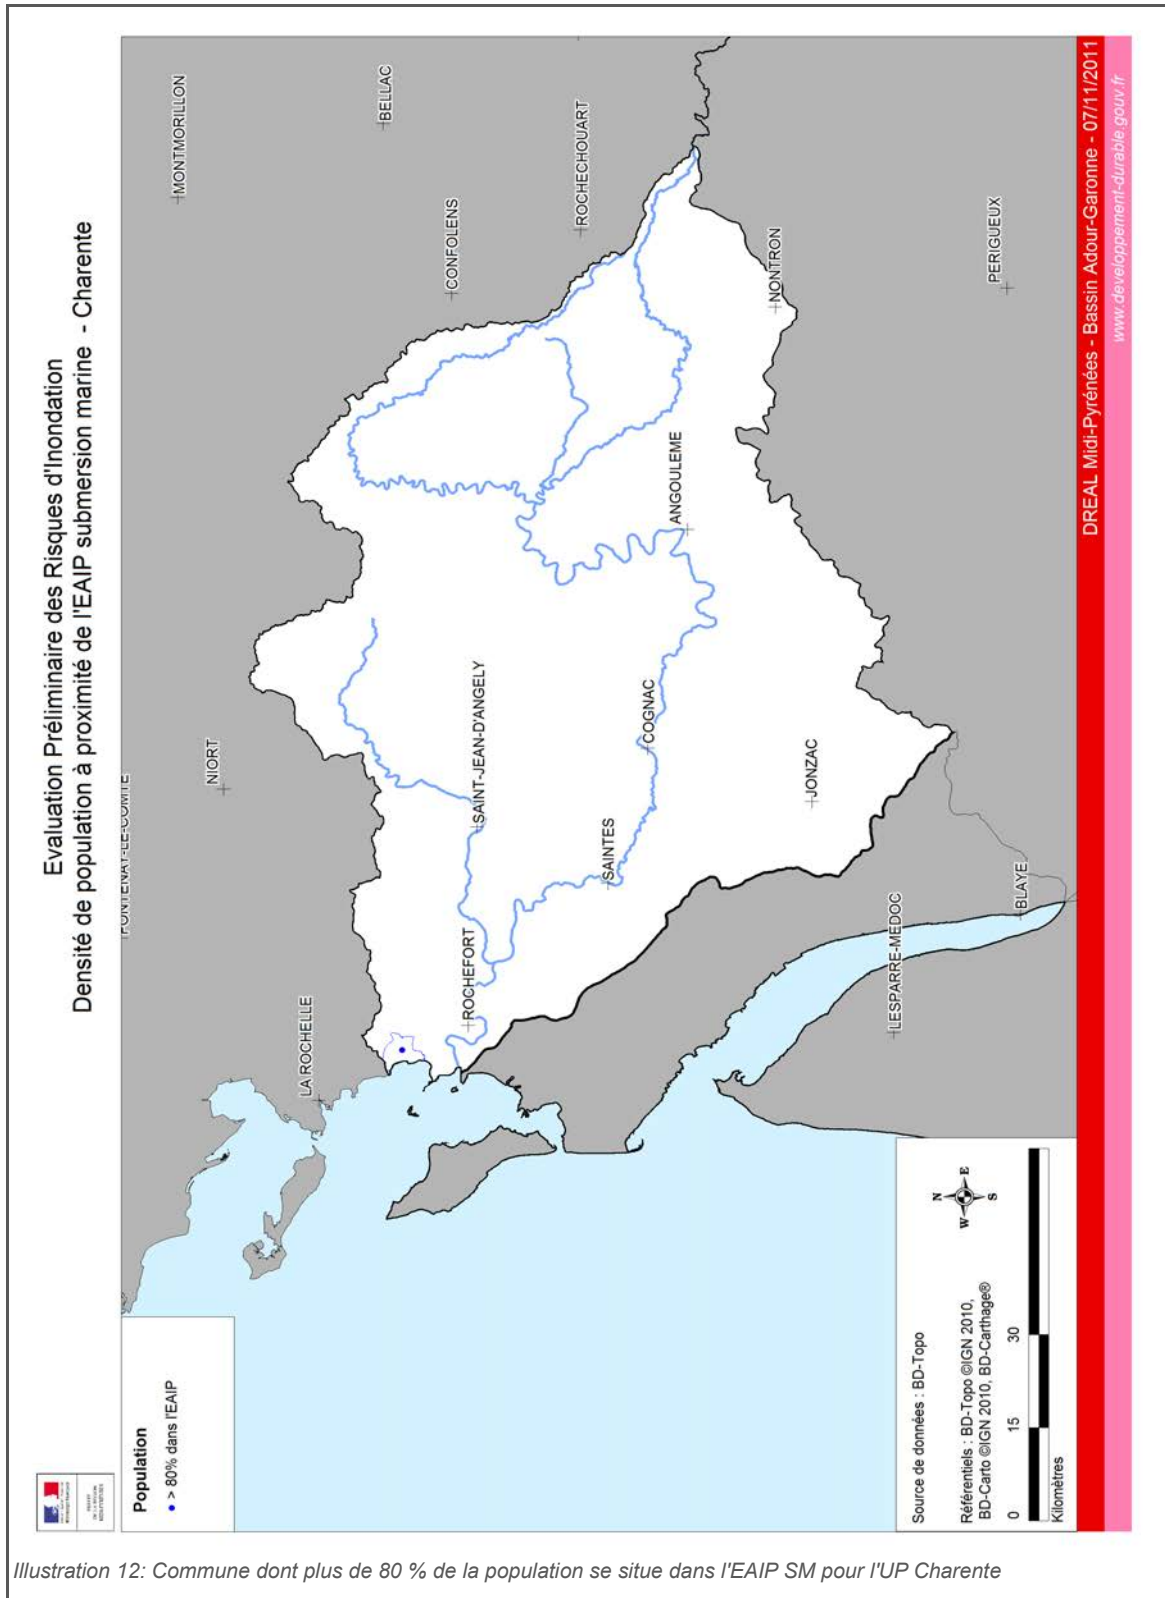 Evaluation Préliminaire des Risques d'Inondation
Densité de population à proximité de l'EAIP submersion marine - Charente
Population
> 80% dans l'EAIP
MONTMORILLON
BELLAC
CONFOLENS
ROCHECHOUART
NIORT
LA ROCHELLE
SAINT-JEAN-D'ANGELY
ROCHEFORT
ANGOULEME
NONTRON
PERIGUEUX
COGNAC
SAINTES
JONZAC
LESPARRE-MEDOC
BLAYE
N
W
E
S
Source de données : BD-Topo
Référentiels : BD-Topo ©IGN 2010,
BD-Carto ©IGN 2010, BD-Carthage®
0 15 30
Kilomètres
DREAL Midi-Pyrénées - Bassin Adour-Garonne - 07/11/2011
www.developpement-durable.gouv.fr
Illustration 12: Commune dont plus de 80 % de la population se situe dans l'EAIP SM pour l'UP Charente